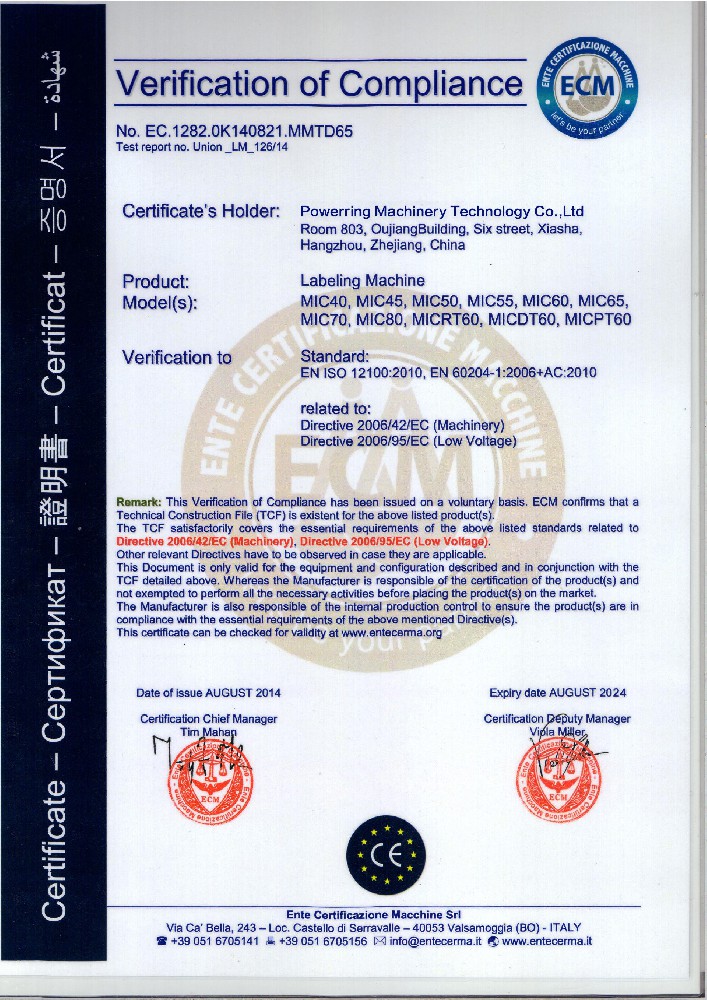 Certificate – Сертификат – 證明書 – Certificat – 증명서 – شهادة
Verification of Compliance
ENTE CERTIFICAZIONE MACCHINE
ECM
let's be your partner
No. EC.1282.0K140821.MMTD65
Test report no. Union _LM_126/14
Certificate's Holder: Powerring Machinery Technology Co.,Ltd
Room 803, OujiangBuilding, Six street, Xiasha,
Hangzhou, Zhejiang, China
Product: Labeling Machine
Model(s): MIC40, MIC45, MIC50, MIC55, MIC60, MIC65,
MIC70, MIC80, MICRT60, MICDT60, MICPT60
Verification to Standard:
EN ISO 12100:2010, EN 60204-1:2006+AC:2010
related to:
Directive 2006/42/EC (Machinery)
Directive 2006/95/EC (Low Voltage)
ENTE CERTIFICAZIONE MACCHINE
ECM
Remark: This Verification of Compliance has been issued on a voluntary basis. ECM confirms that a
Technical Construction File (TCF) is existent for the above listed product(s).
The TCF satisfactorily covers the essential requirements of the above listed standards related to
Directive 2006/42/EC (Machinery), Directive 2006/95/EC (Low Voltage).
Other relevant Directives have to be observed in case they are applicable.
This Document is only valid for the equipment and configuration described and in conjunction with the
TCF detailed above. Whereas the Manufacturer is responsible of the certification of the product(s) and
not exempted to perform all the necessary activities before placing the product(s) on the market.
The Manufacturer is also responsible of the internal production control to ensure the product(s) are in
compliance with the essential requirements of the above mentioned Directive(s).
This certificate can be checked for validity at www.entecerma.org
Date of issue AUGUST 2014 Expiry date AUGUST 2024
Certification Chief Manager Certification Deputy Manager
Tim Mahan Viola Miller
Ente Certificazione Macchine
ECM
Ente Certificazione Macchine
ECM
CE
Ente Certificazione Macchine Srl
Via Ca' Bella, 243 – Loc. Castello di Serravalle – 40053 Valsamoggia (BO) - ITALY
☎ +39 051 6705141 +39 051 6705156 ✉ info@entecerma.it www.entecerma.it